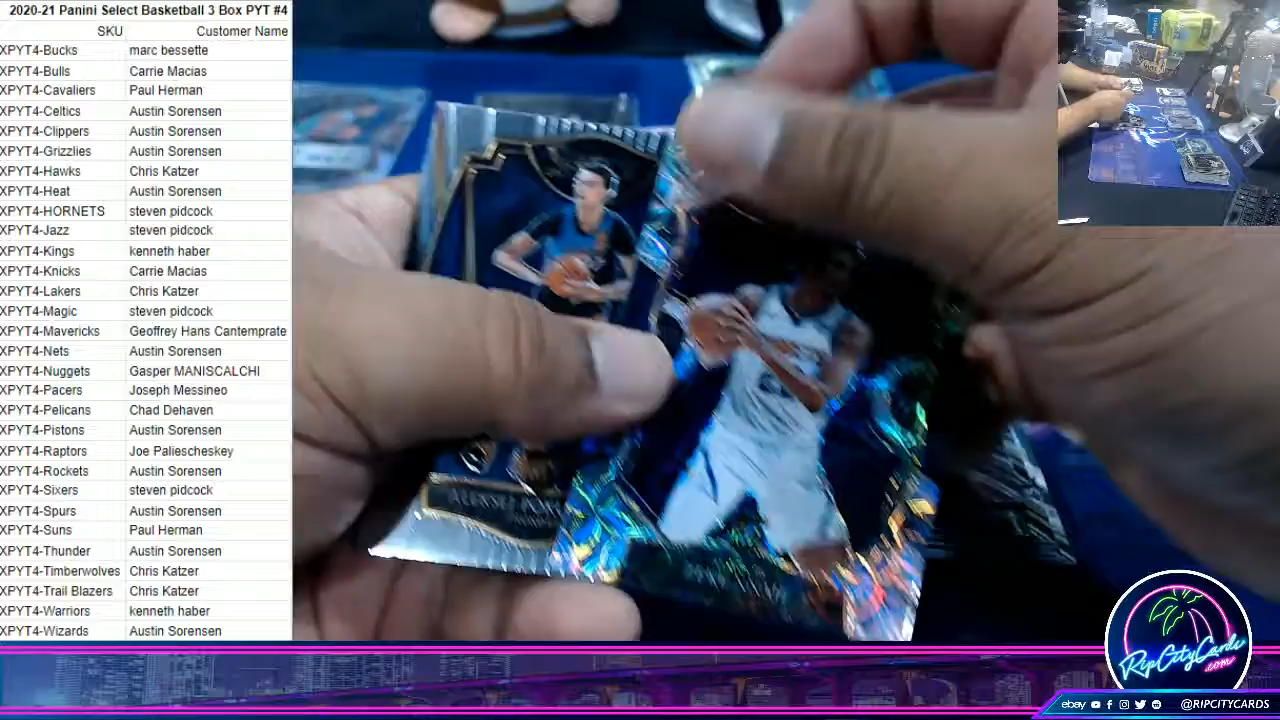 2020-21 Panini Select Basketball 3 Box PYT #4
SKU Customer Name
XPYT4-Bucks marc bessette
XPYT4-Bulls Carrie Macias
XPYT4-Cavaliers Paul Herman
XPYT4-Celtics Austin Sorensen
XPYT4-Clippers Austin Sorensen
XPYT4-Grizzlies Austin Sorensen
XPYT4-Hawks Chris Katzer
XPYT4-Heat Austin Sorensen
XPYT4-HORNETS steven pidcock
XPYT4-Jazz steven pidcock
XPYT4-Kings kenneth haber
XPYT4-Knicks Carrie Macias
XPYT4-Lakers Chris Katzer
XPYT4-Magic steven pidcock
XPYT4-Mavericks Geoffrey Hans Cantemprate
XPYT4-Nets Austin Sorensen
XPYT4-Nuggets Gasper MANISCALCHI
XPYT4-Pacers Joseph Messineo
XPYT4-Pelicans Chad Dehaven
XPYT4-Pistons Austin Sorensen
XPYT4-Raptors Joe Paliescheskey
XPYT4-Rockets Austin Sorensen
XPYT4-Sixers steven pidcock
XPYT4-Spurs Austin Sorensen
XPYT4-Suns Paul Herman
XPYT4-Thunder Austin Sorensen
XPYT4-Timberwolves Chris Katzer
XPYT4-Trail Blazers Chris Katzer
XPYT4-Warriors kenneth haber
XPYT4-Wizards Austin Sorensen
ALEKSEJ
RipCityCards
.com
ebay @RIPCITYCARDS